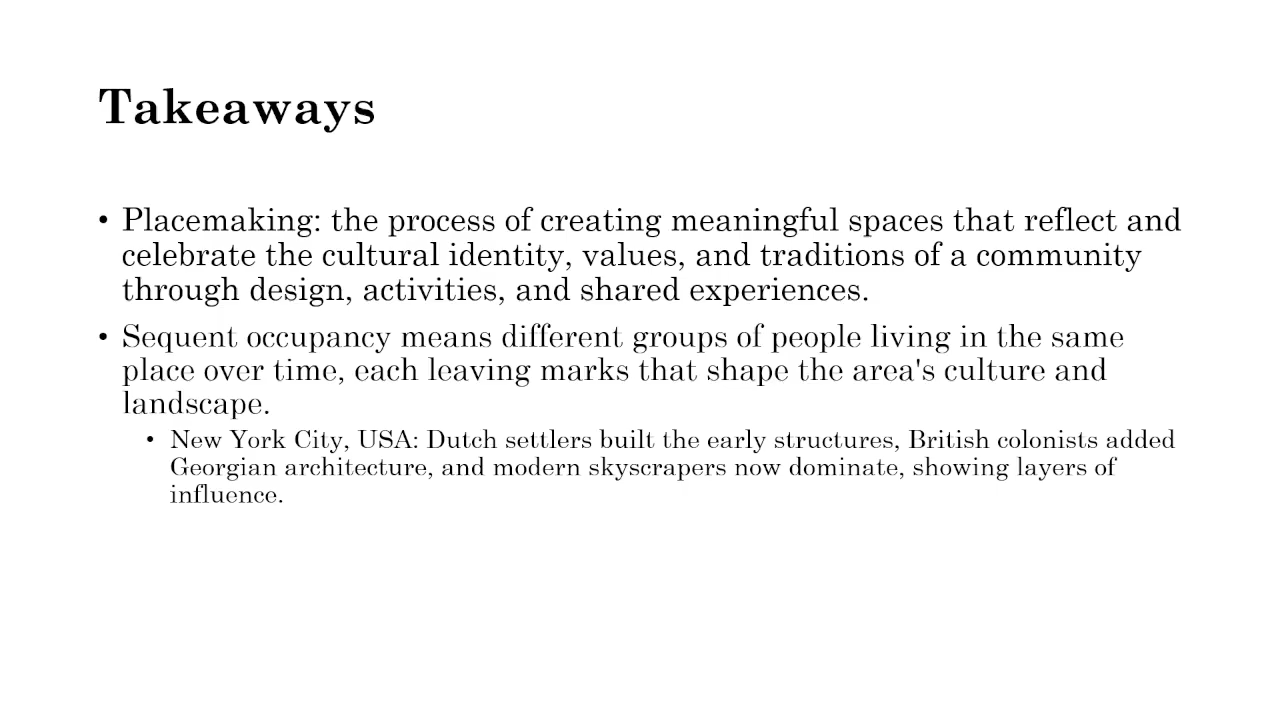 Takeaways
• Placemaking: the process of creating meaningful spaces that reflect and
celebrate the cultural identity, values, and traditions of a community
through design, activities, and shared experiences.
• Sequent occupancy means different groups of people living in the same
place over time, each leaving marks that shape the area's culture and
landscape.
• New York City, USA: Dutch settlers built the early structures, British colonists added
Georgian architecture, and modern skyscrapers now dominate, showing layers of
influence.